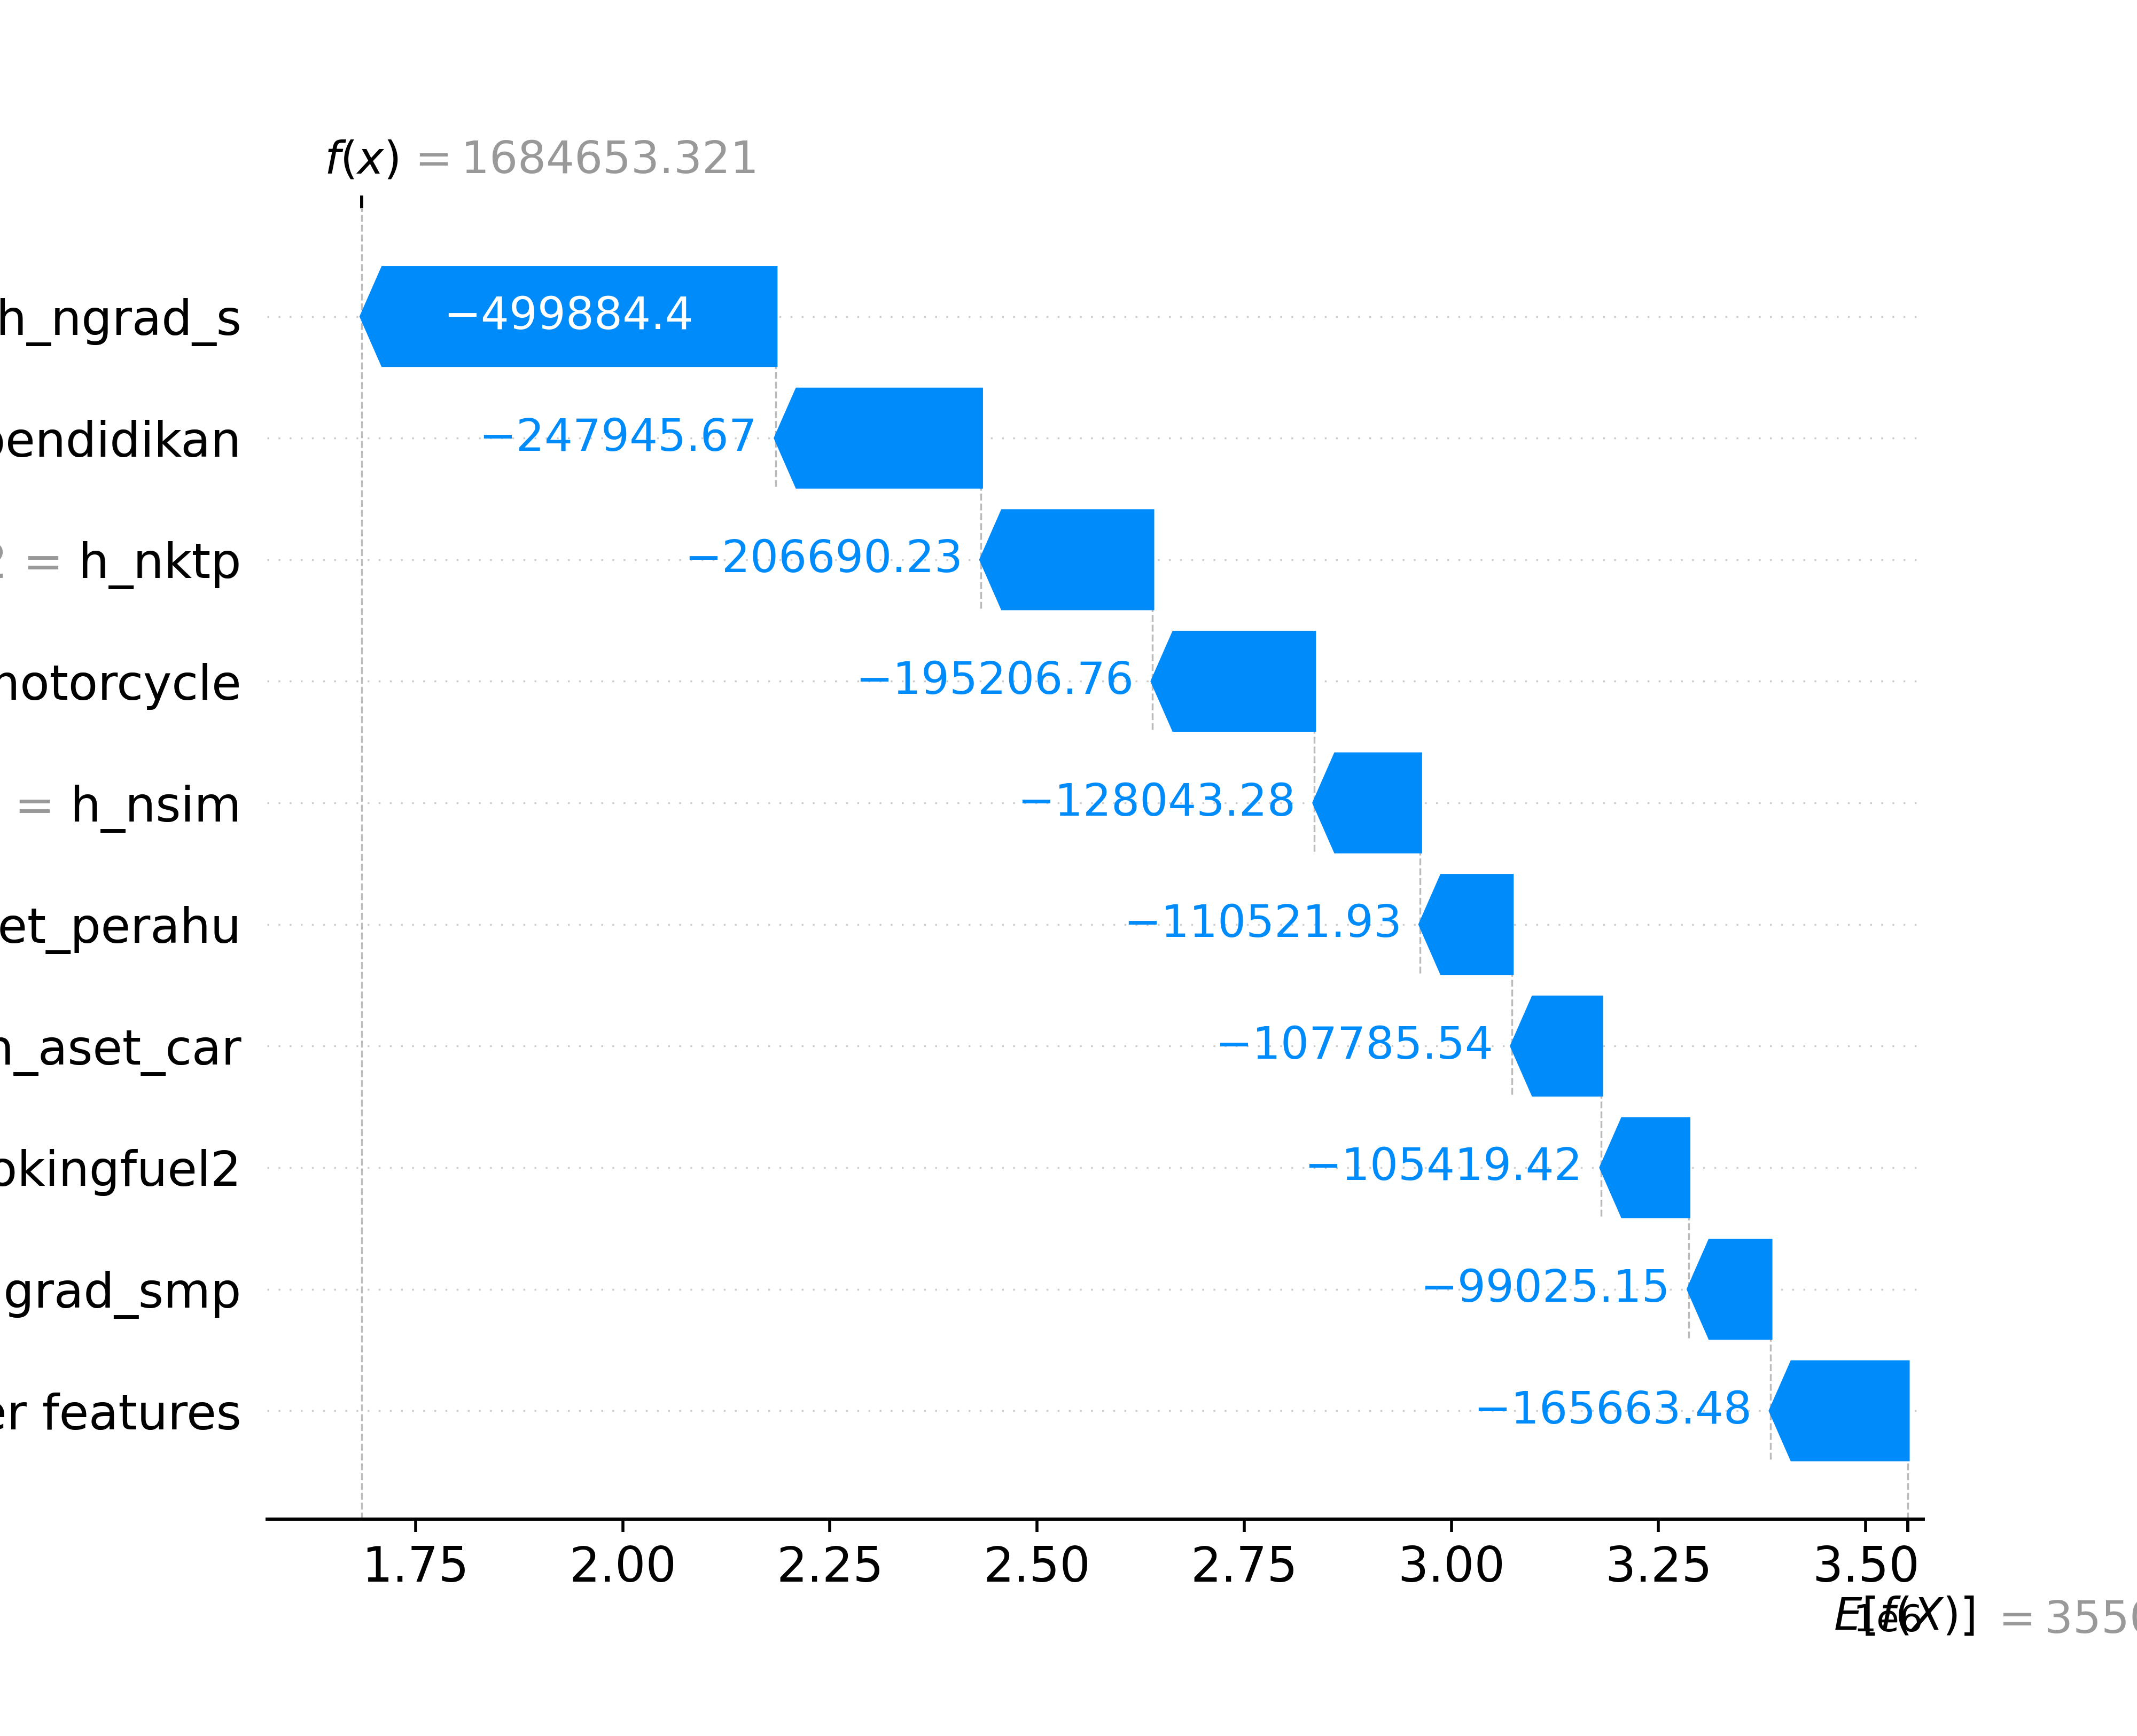 f(x) = 1684653.321
h_ngrad_s −499884.4
pendidikan −247945.67
2 = h_nktp −206690.23
motorcycle −195206.76
= h_nsim −128043.28
et_perahu −110521.93
h_aset_car −107785.54
okingfuel2 −105419.42
grad_smp −99025.15
er features −165663.48
1.75 2.00 2.25 2.50 2.75 3.00 3.25 3.50
1e6
E[f(X)] = 3550